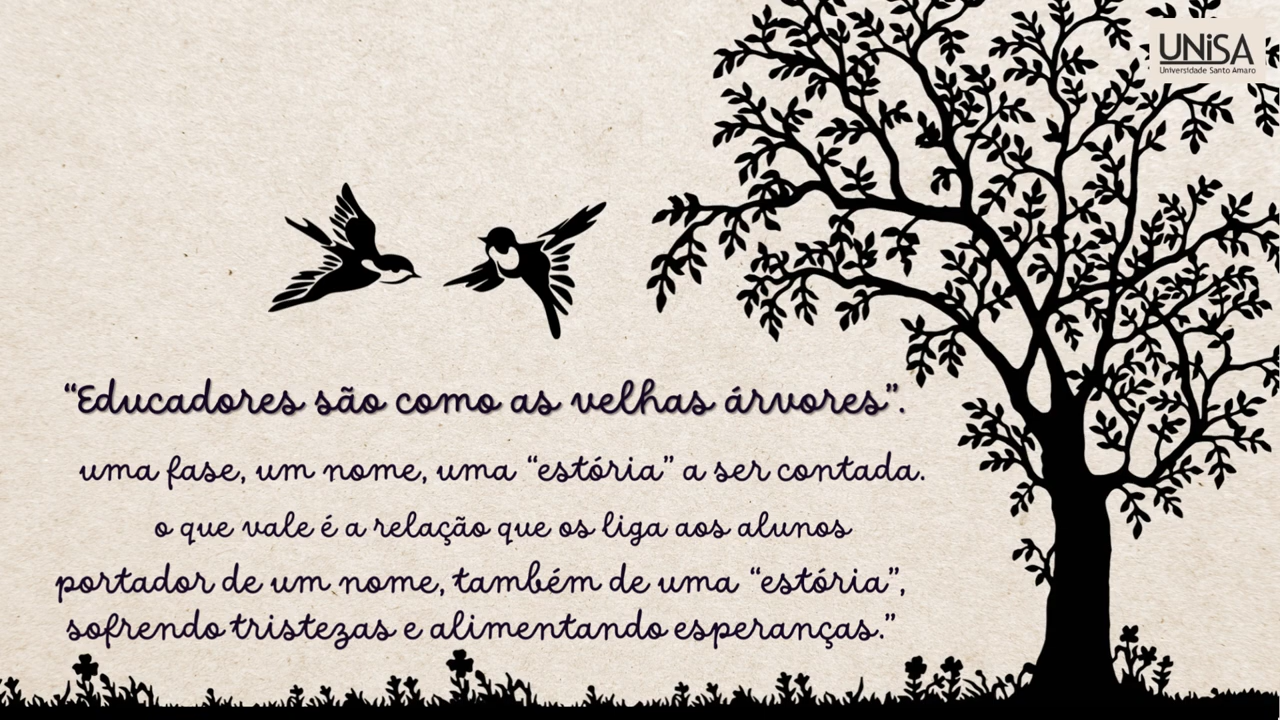 UNiSA
Universidade Santo Amaro
“Educadores são como as velhas árvores”.
uma fase, um nome, uma “estória” a ser contada.
o que vale é a relação que os liga aos alunos
portador de um nome, também de uma “estória”,
sofrendo tristezas e alimentando esperanças.”